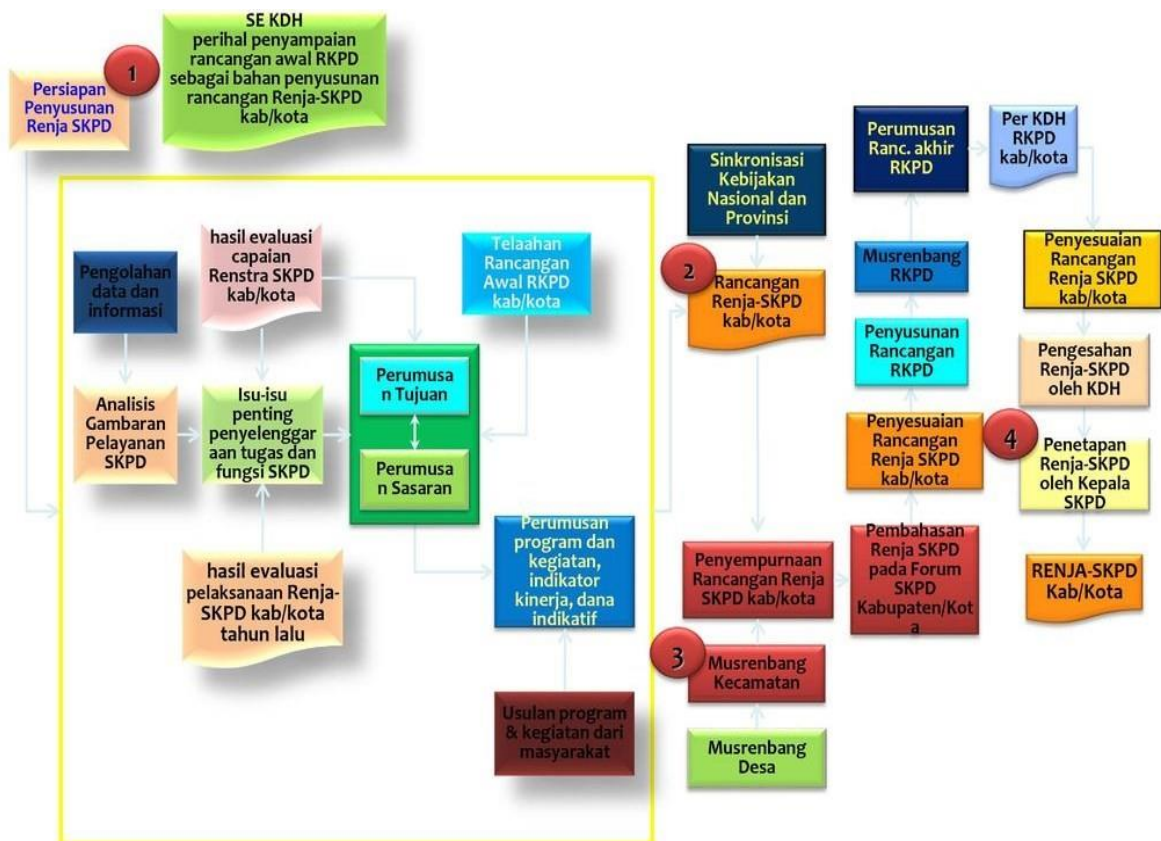 1
Persiapan
Penyusunan
Renja SKPD
SE KDH
perihal penyampaian
rancangan awal RKPD
sebagai bahan penyusunan
rancangan Renja-SKPD
kab/kota
Pengolahan
data dan
informasi
hasil evaluasi
capaian
Renstra SKPD
kab/kota
Telaahan
Rancangan
Awal RKPD
kab/kota
Analisis
Gambaran
Pelayanan
SKPD
Isu-isu
penting
penyelenggar
aan tugas dan
fungsi SKPD
Perumusa
n Tujuan
Perumusa
n Sasaran
hasil evaluasi
pelaksanaan Renja-
SKPD kab/kota
tahun lalu
Perumusan
program dan
kegiatan, indikator
kinerja, dana
indikatif
Usulan program
& kegiatan dari
masyarakat
Sinkronisasi
Kebijakan
Nasional dan
Provinsi
2
Rancangan
Renja-SKPD
kab/kota
Penyempurnaan
Rancangan Renja
SKPD kab/kota
3
Musrenbang
Kecamatan
Musrenbang
Desa
Perumusan
Ranc. akhir
RKPD
Musrenbang
RKPD
Penyusunan
Rancangan
RKPD
Penyesuaian
Rancangan
Renja SKPD
kab/kota
Pembahasan
Renja SKPD
pada Forum
SKPD
Kabupaten/Kot
a
Per KDH
RKPD
kab/kota
Penyesuaian
Rancangan
Renja SKPD
kab/kota
Pengesahan
Renja-SKPD
oleh KDH
4
Penetapan
Renja-SKPD
oleh Kepala
SKPD
RENJA-SKPD
Kab/Kota